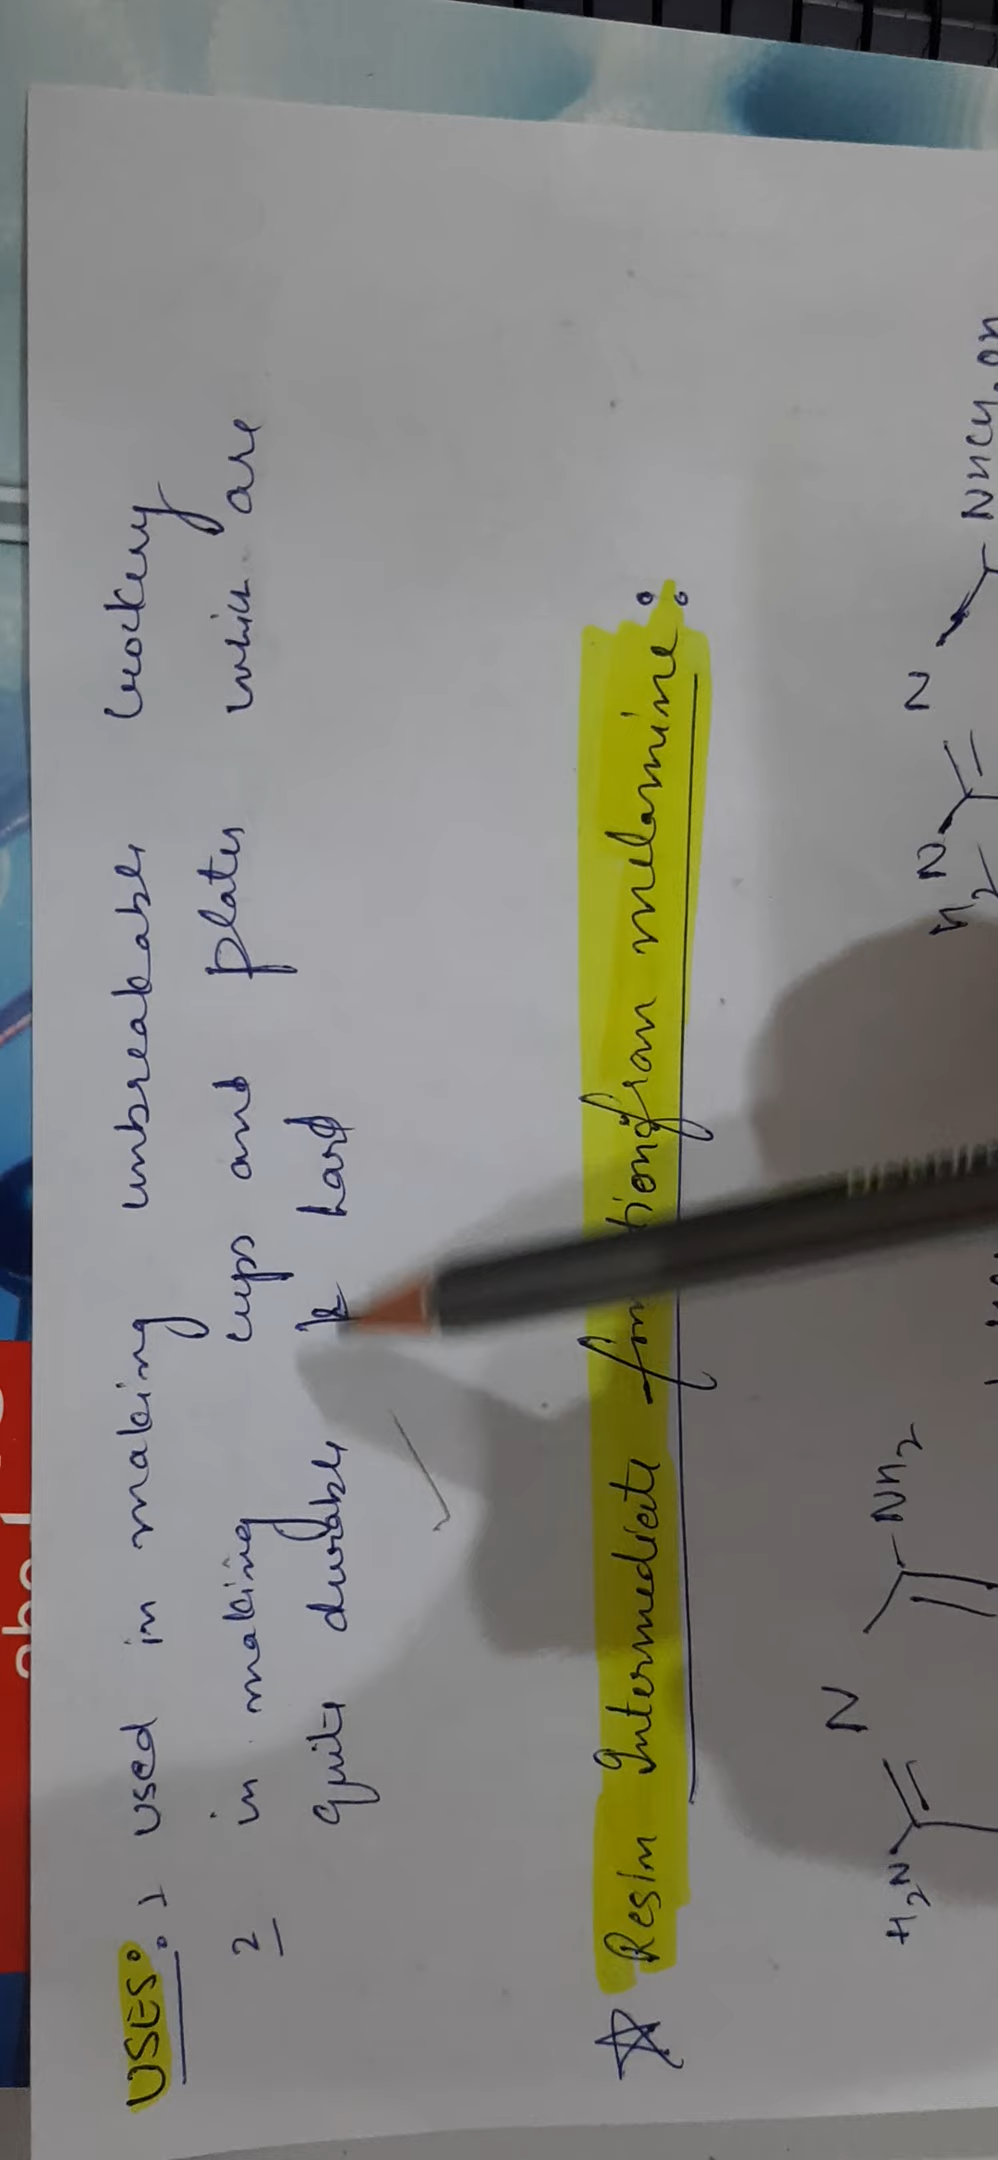 USES: 1 used in making unbreakable crockery
2 in making cups and plates which are
quite durable & hard
☆ Resin Intermediate formation from melamine:
H2N N NH2
H2N N NHCH2OH